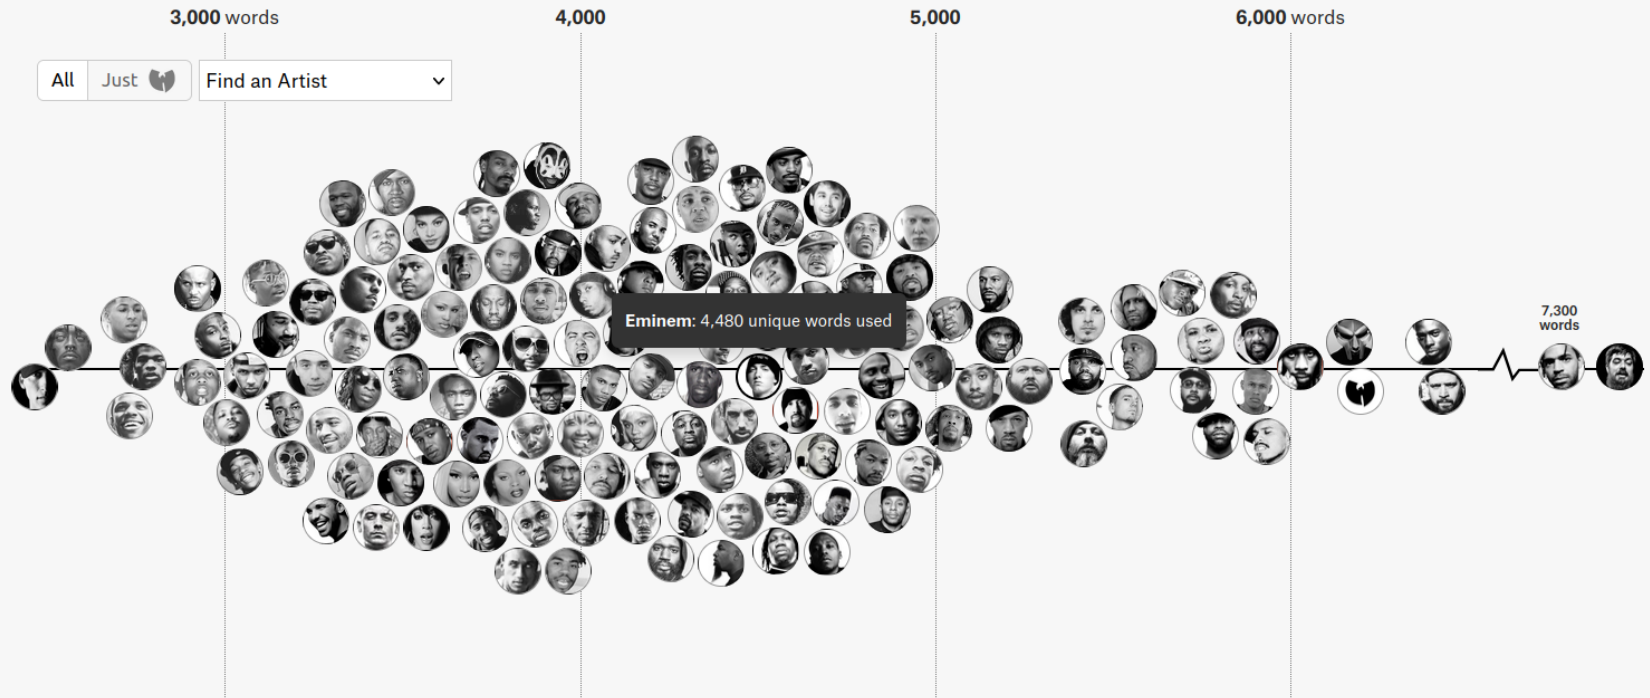 3,000 words
4,000
5,000
6,000 words
All
Just
Find an Artist
Eminem: 4,480 unique words used
7,300
words